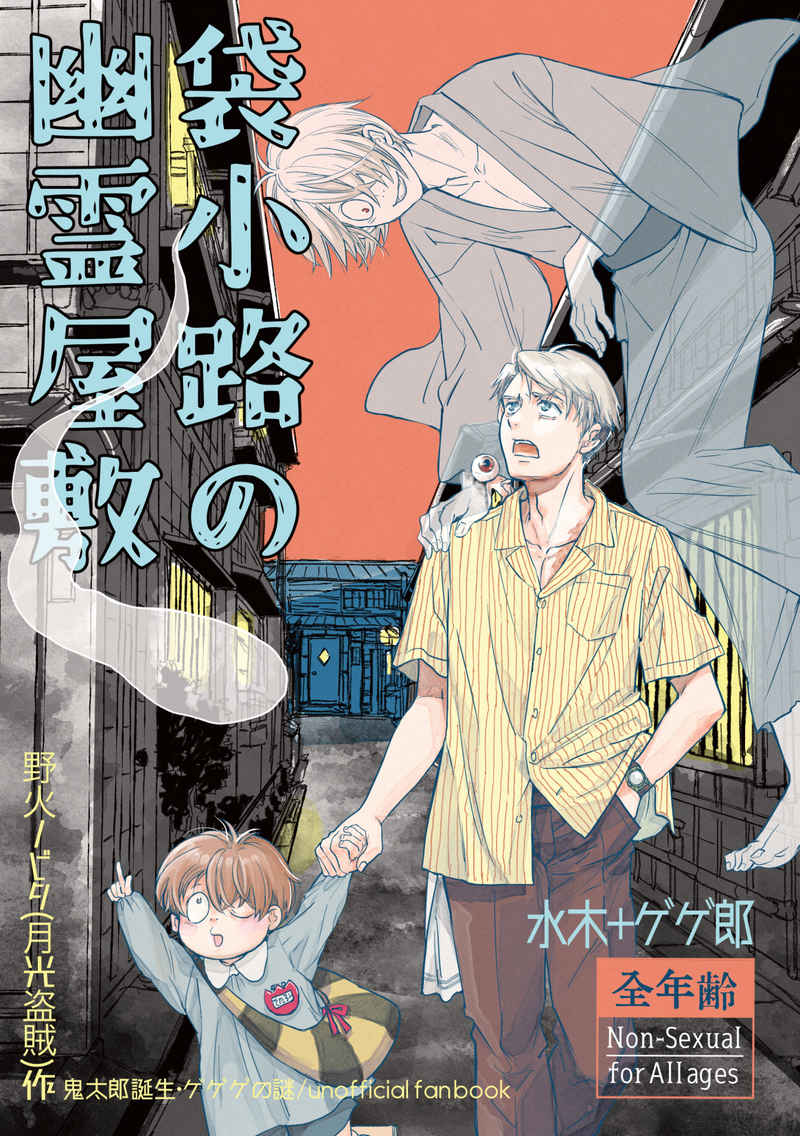 袋小路の
幽霊屋敷
野火ノビタ(月光盗賊)作
水木+ゲゲ郎
全年齢
Non-Sexual
for All ages
鬼太郎誕生・ゲゲゲの謎/unofficial fanbook